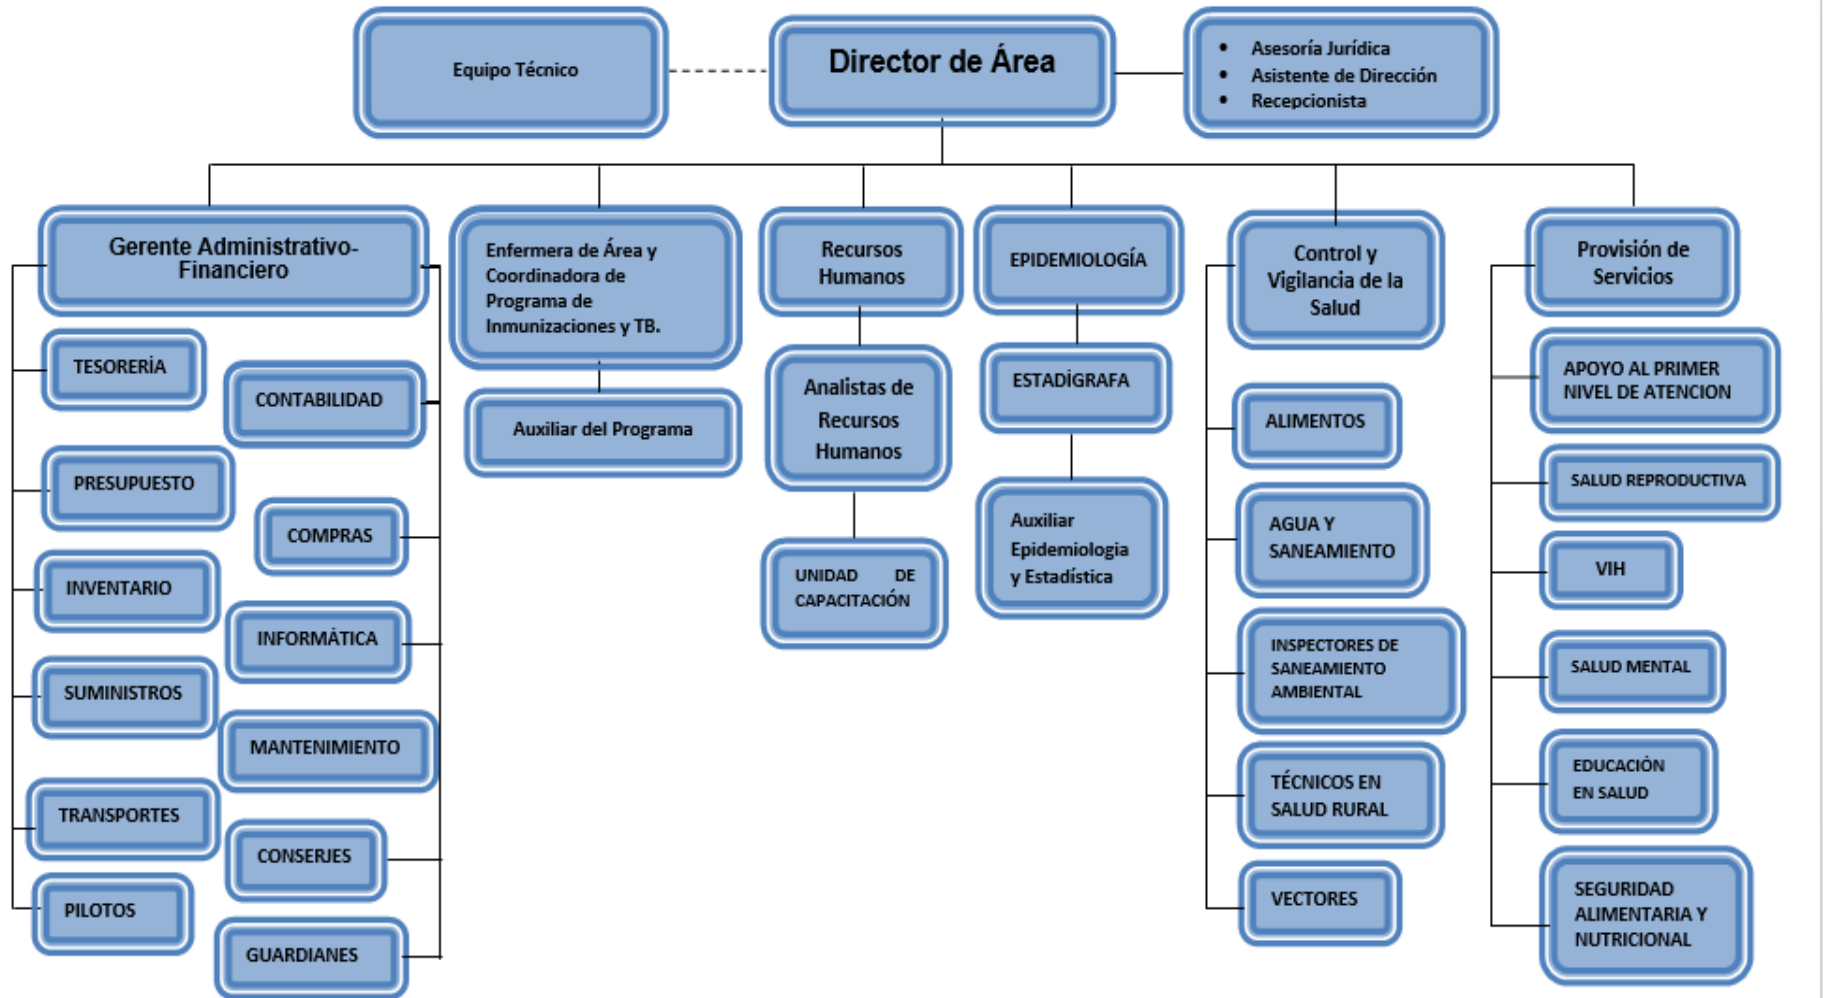 Equipo Técnico
Director de Área
• Asesoría Jurídica
• Asistente de Dirección
• Recepcionista
Gerente Administrativo-
Financiero
TESORERÍA
CONTABILIDAD
PRESUPUESTO
COMPRAS
INVENTARIO
INFORMÁTICA
SUMINISTROS
MANTENIMIENTO
TRANSPORTES
CONSERJES
PILOTOS
GUARDIANES
Enfermera de Área y
Coordinadora de
Programa de
Inmunizaciones y TB.
Auxiliar del Programa
Recursos
Humanos
Analistas de
Recursos
Humanos
UNIDAD DE
CAPACITACIÓN
EPIDEMIOLOGÍA
ESTADÍGRAFA
Auxiliar
Epidemiologia
y Estadística
Control y
Vigilancia de la
Salud
ALIMENTOS
AGUA Y
SANEAMIENTO
INSPECTORES DE
SANEAMIENTO
AMBIENTAL
TÉCNICOS EN
SALUD RURAL
VECTORES
Provisión de
Servicios
APOYO AL PRIMER
NIVEL DE ATENCION
SALUD REPRODUCTIVA
VIH
SALUD MENTAL
EDUCACIÓN
EN SALUD
SEGURIDAD
ALIMENTARIA Y
NUTRICIONAL